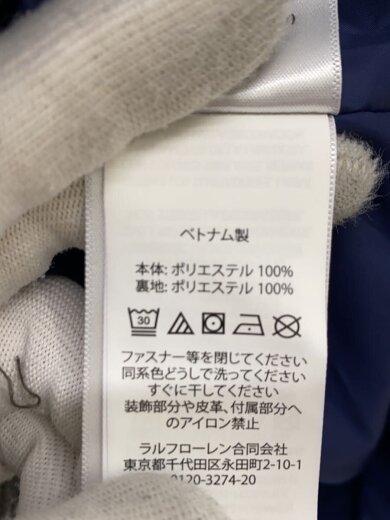 ベトナム製
本体: ポリエステル 100%
裏地: ポリエステル 100%
30
ファスナー等を閉じてください
同系色どうしで洗ってください
すぐに干してください
装飾部分や皮革、付属部分へ
のアイロン禁止
ラルフローレン合同会社
東京都千代田区永田町2-10-1
0120-3274-20